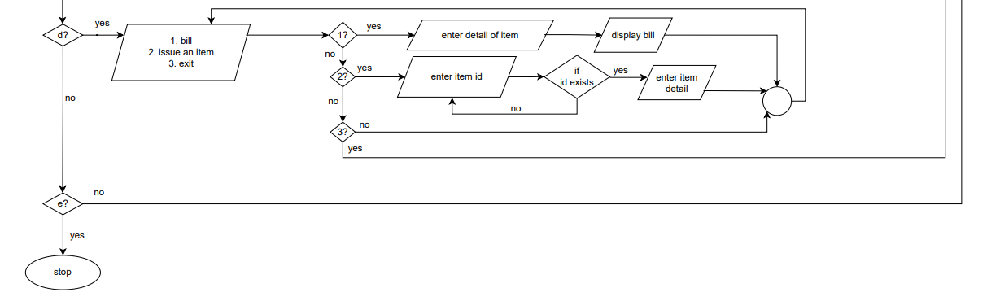 yes
d?
1. bill
2. issue an item
3. exit
1?
yes
enter detail of item
display bill
no
2?
yes
enter item id
if
id exists
yes
enter item
detail
no
no
no
3?
no
yes
e?
no
yes
stop